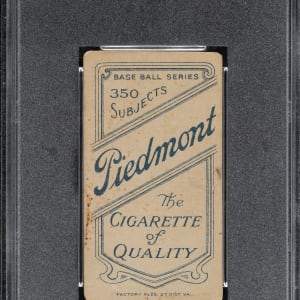 BASE BALL SERIES
350
SUBJECTS
Piedmont
The
CIGARETTE
of
QUALITY
FACTORY No 25, 2nd DIST. VA.